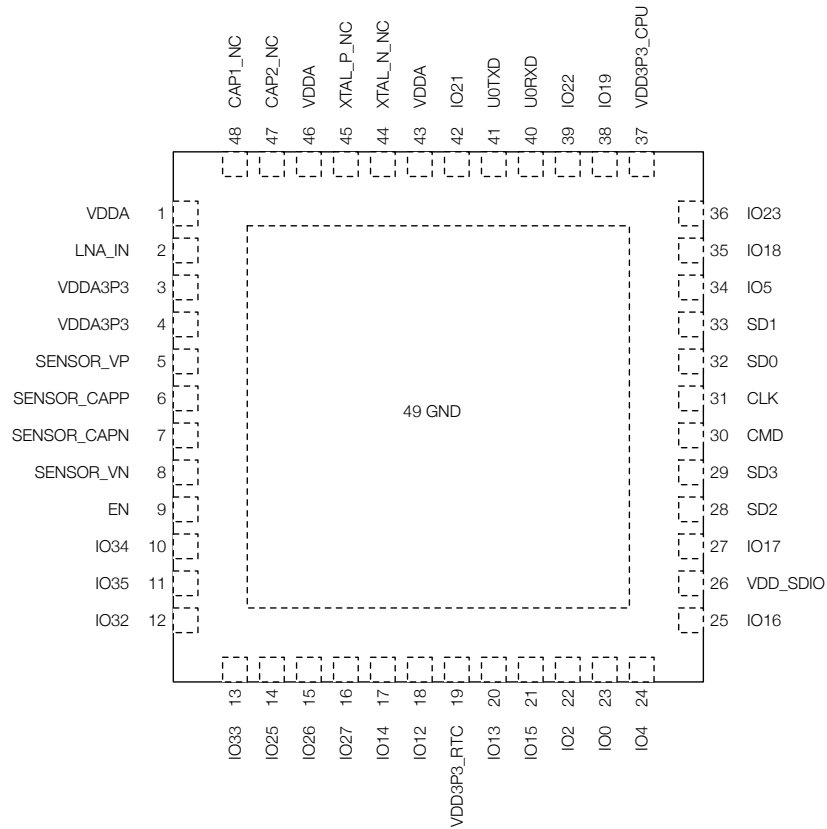 CAP1_NC
CAP2_NC
VDDA
XTAL_P_NC
XTAL_N_NC
VDDA
IO21
U0TXD
U0RXD
IO22
IO19
VDD3P3_CPU
48
47
46
45
44
43
42
41
40
39
38
37
VDDA 1
LNA_IN 2
VDDA3P3 3
VDDA3P3 4
SENSOR_VP 5
SENSOR_CAPP 6
SENSOR_CAPN 7
SENSOR_VN 8
EN 9
IO34 10
IO35 11
IO32 12
49 GND
36 IO23
35 IO18
34 IO5
33 SD1
32 SD0
31 CLK
30 CMD
29 SD3
28 SD2
27 IO17
26 VDD_SDIO
25 IO16
13
14
15
16
17
18
19
20
21
22
23
24
IO33
IO25
IO26
IO27
IO14
IO12
VDD3P3_RTC
IO13
IO15
IO2
IO0
IO4